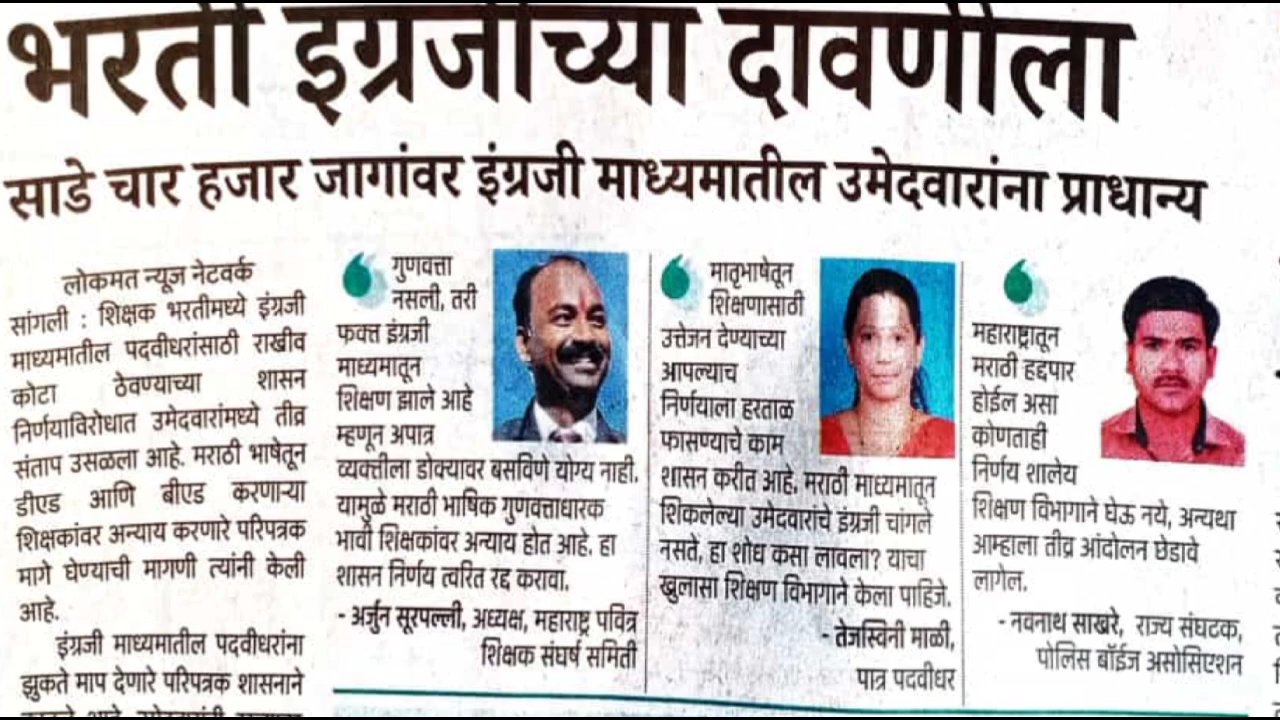 भरती इंग्रजीच्या दावणीला
साडे चार हजार जागांवर इंग्रजी माध्यमातील उमेदवारांना प्राधान्य
लोकमत न्यूज नेटवर्क
सांगली : शिक्षक भरतीमध्ये इंग्रजी
माध्यमातील पदवीधरांसाठी राखीव
कोटा ठेवण्याच्या शासन
निर्णयाविरोधात उमेदवारांमध्ये तीव्र
संताप उसळला आहे. मराठी भाषेतून
डीएड आणि बीएड करणाऱ्या
शिक्षकांवर अन्याय करणारे परिपत्रक
मागे घेण्याची मागणी त्यांनी केली
आहे.
इंग्रजी माध्यमातील पदवीधरांना
झुकते माप देणारे परिपत्रक शासनाने
गुणवत्ता
नसली, तरी
फक्त इंग्रजी
माध्यमातून
शिक्षण झाले आहे
म्हणून अपात्र
व्यक्तीला डोक्यावर बसविणे योग्य नाही.
यामुळे मराठी भाषिक गुणवत्ताधारक
भावी शिक्षकांवर अन्याय होत आहे. हा
शासन निर्णय त्वरित रद्द करावा.
- अर्जुन सूरपल्ली, अध्यक्ष, महाराष्ट्र पवित्र
शिक्षक संघर्ष समिती
मातृभाषेतून
शिक्षणासाठी
उत्तेजन देण्याच्या
आपल्याच
निर्णयाला हरताळ
फासण्याचे काम
शासन करीत आहे. मराठी माध्यमातून
शिकलेल्या उमेदवारांचे इंग्रजी चांगले
नसते, हा शोध कसा लावला? याचा
खुलासा शिक्षण विभागाने केला पाहिजे.
- तेजस्विनी माळी,
पात्र पदवीधर
महाराष्ट्रातून
मराठी हद्दपार
होईल असा
कोणताही
निर्णय शालेय
शिक्षण विभागाने घेऊ नये, अन्यथा
आम्हाला तीव्र आंदोलन छेडावे
लागेल.
- नवनाथ साखरे, राज्य संघटक,
पोलिस बॉईज असोसिएशन